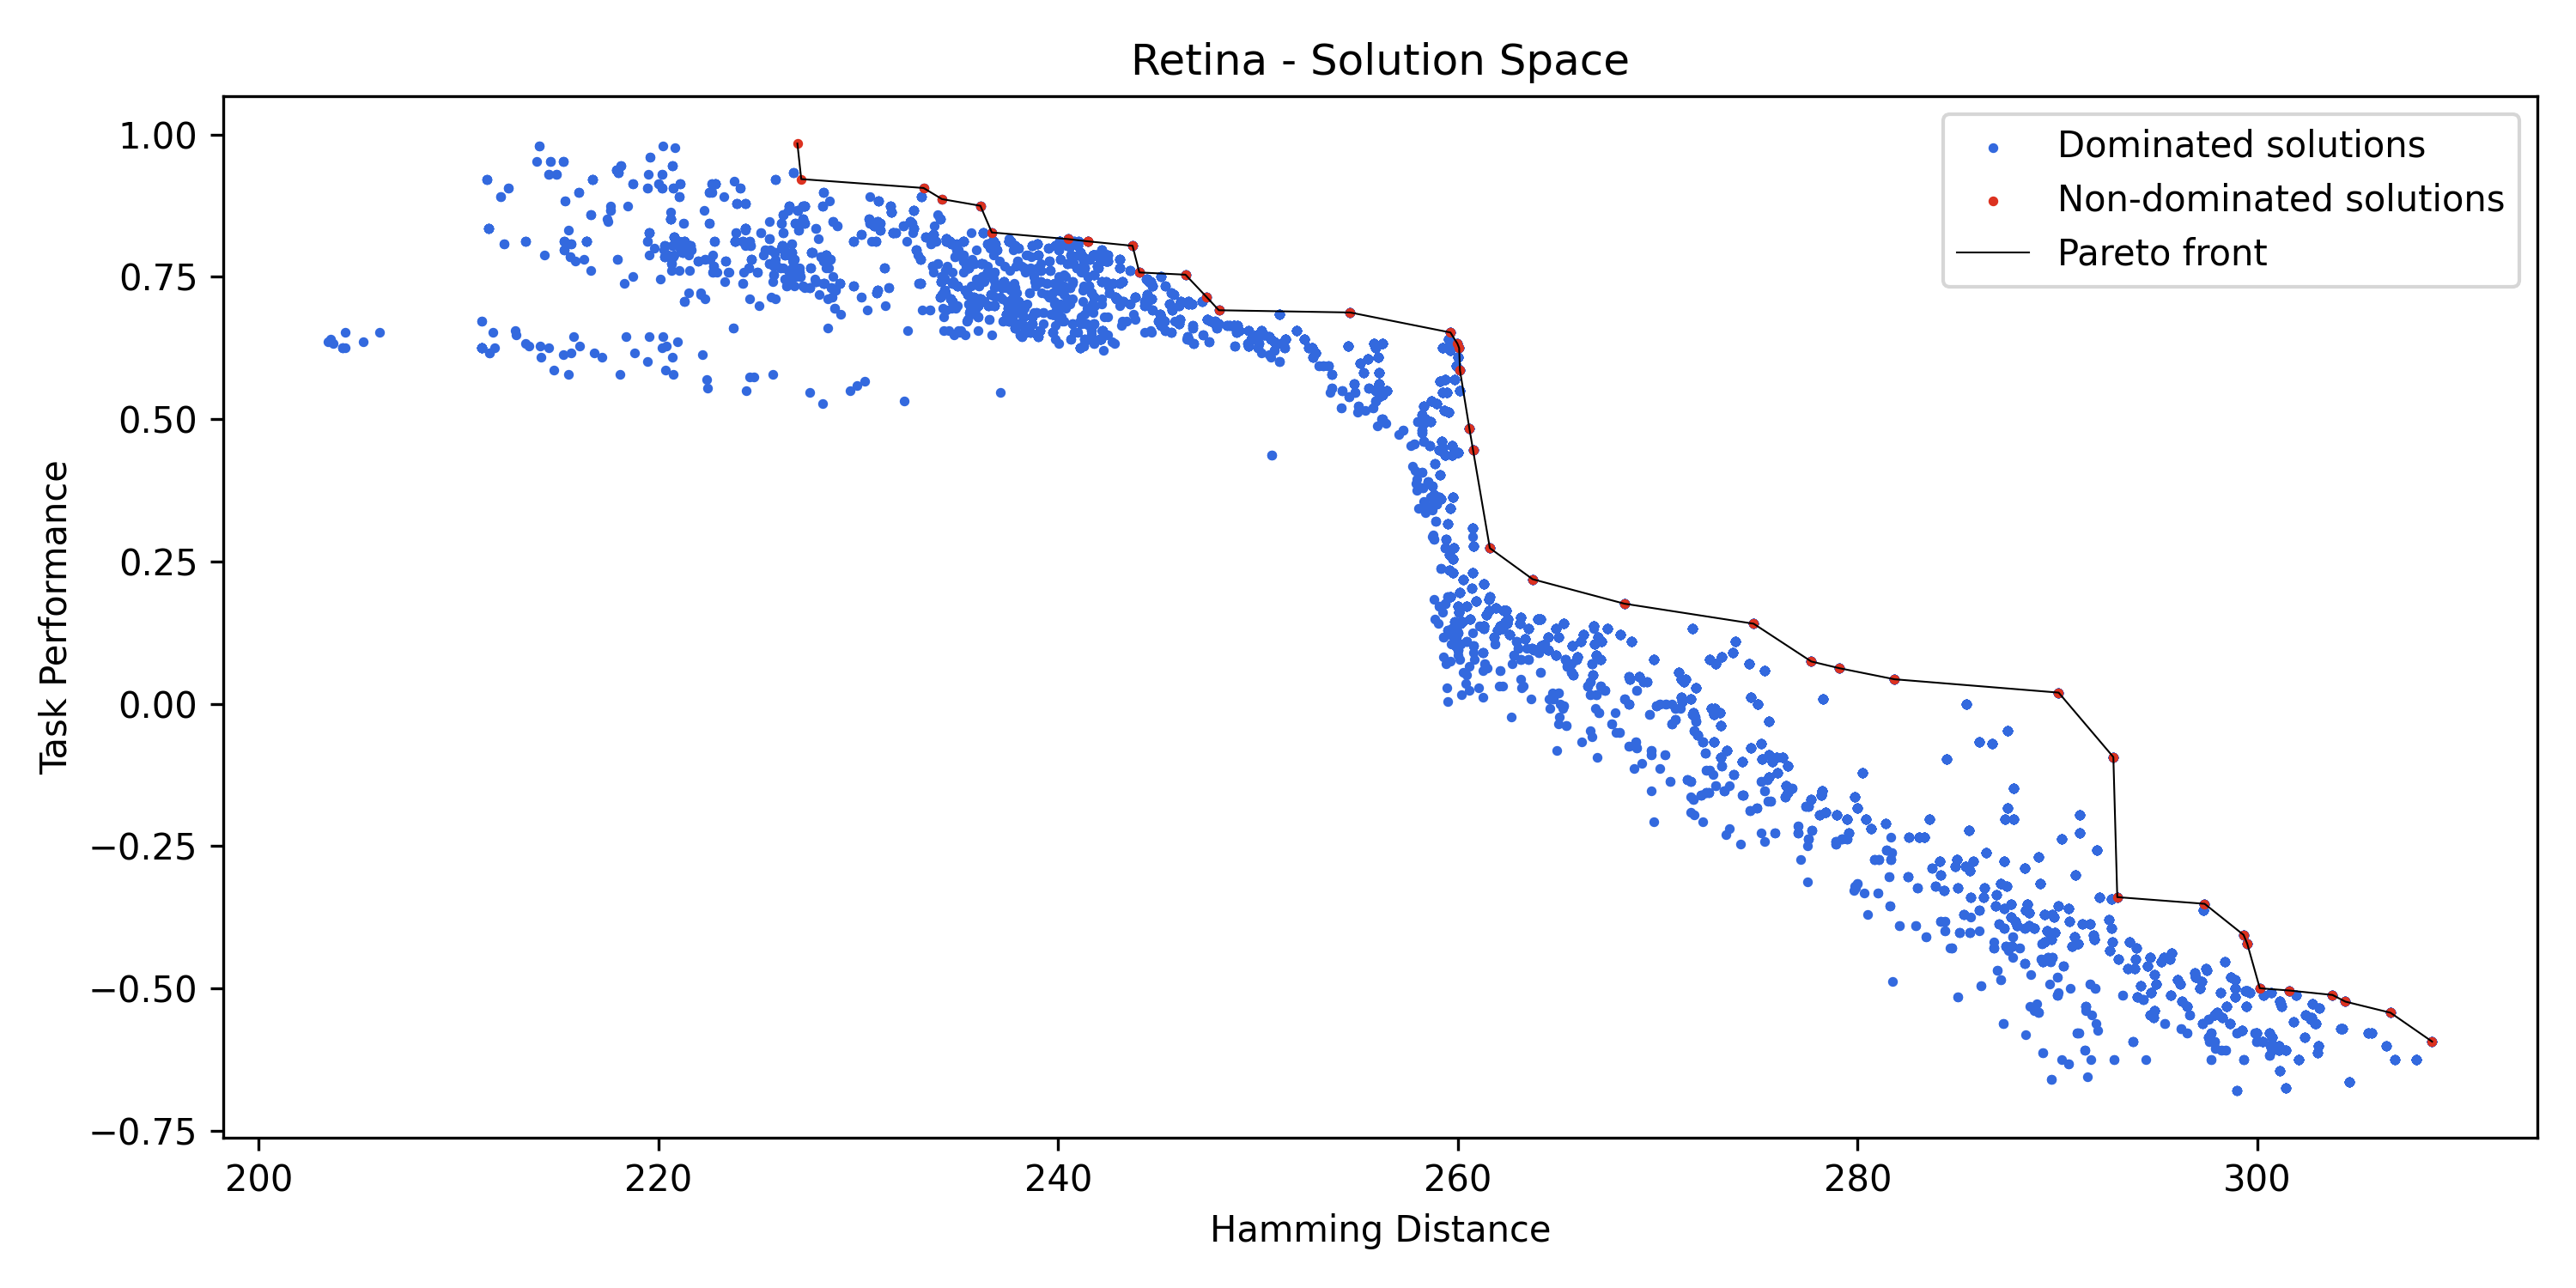 Retina - Solution Space
Dominated solutions
Non-dominated solutions
Pareto front
1.00
0.75
0.50
0.25
0.00
−0.25
−0.50
−0.75
Task Performance
200 220 240 260 280 300
Hamming Distance